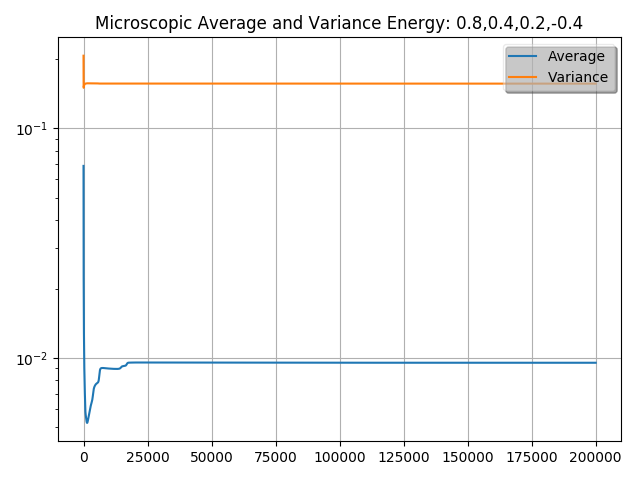 Microscopic Average and Variance Energy: 0.8,0.4,0.2,-0.4
Average
Variance
10⁻¹
10⁻²
0 25000 50000 75000 100000 125000 150000 175000 200000